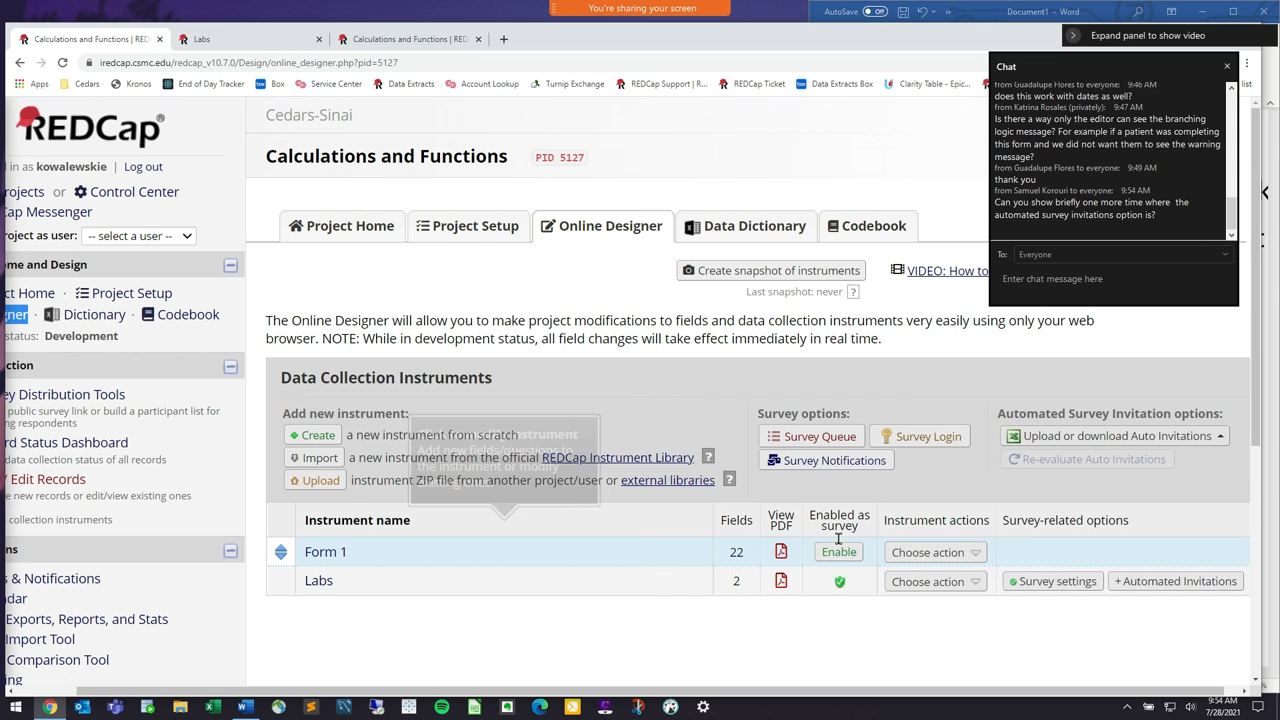 You're sharing your screen
AutoSave Off Document1 - Word
Calculations and Functions | RED
Labs
Calculations and Functions | RED
Expand panel to show video
iredcap.csmc.edu/redcap_v10.7.0/Design/online_designer.php?pid=5127
Apps
Cedars
Kronos
End of Day Tracker
Box
Service Center
Data Extracts
Account Lookup
Turnip Exchange
REDCap Support | R...
REDCap Ticket
Box
Clarity Table - Epic...
list
Chat
from Guadalupe Flores to everyone: 9:46 AM
does this work with dates as well?
from Katrina Rosales (privately): 9:47 AM
Is there a way only the editor can see the branching
logic message? For example if a patient was completing
this form and we did not want them to see the warning
message?
from Guadalupe Flores to everyone: 9:49 AM
thank you
from Samuel Korouri to everyone: 9:54 AM
Can you show briefly one more time where the
automated survey invitations option is?
To: Everyone
Enter chat message here
REDCap
d in as kowalewskie Log out
rojects or Control Center
Cap Messenger
Project as user: -- select a user --
ome and Design
ct Home · Project Setup
gner · Dictionary · Codebook
status: Development
ection
ey Distribution Tools
public survey link or build a participant list for
ng respondents
rd Status Dashboard
data collection status of all records
/ Edit Records
e new records or edit/view existing ones
collection instruments
ns
s & Notifications
dar
Exports, Reports, and Stats
mport Tool
Comparison Tool
ing
Cedars-Sinai
Calculations and Functions PID 5127
Project Home
Project Setup
Online Designer
Data Dictionary
Codebook
Create snapshot of instruments
VIDEO: How to
Last snapshot: never ?
The Online Designer will allow you to make project modifications to fields and data collection instruments very easily using only your web
browser. NOTE: While in development status, all field changes will take effect immediately in real time.
Data Collection Instruments
Add new instrument:
Create a new instrument from scratch
Import a new instrument from the official REDCap Instrument Library ?
Upload instrument ZIP file from another project/user or external libraries ?
Survey options:
Survey Queue
Survey Login
Survey Notifications
Automated Survey Invitation options:
Upload or download Auto Invitations
Re-evaluate Auto Invitations
Instrument name
Fields
View
PDF
Enabled as
survey
Instrument actions
Survey-related options
Form 1 22 Enable Choose action
Labs 2 Choose action Survey settings + Automated Invitations
9:54 AM
7/28/2021